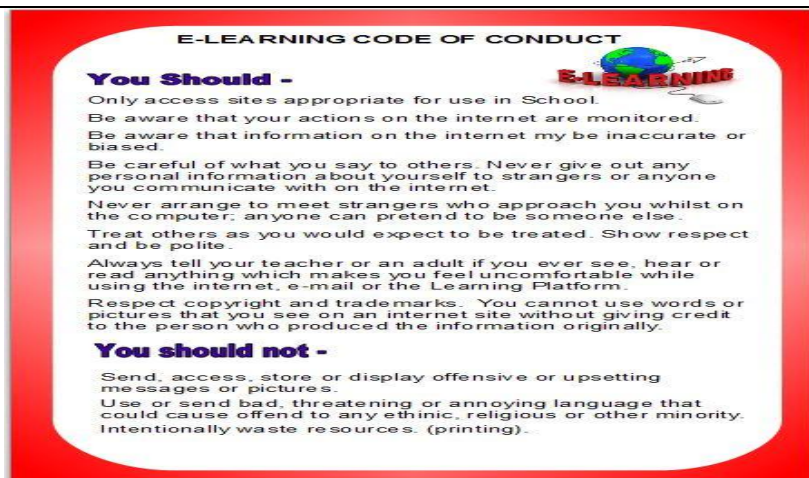 E-LEARNING CODE OF CONDUCT
E-LEARNING
You Should -
Only access sites appropriate for use in School.
Be aware that your actions on the internet are monitored.
Be aware that information on the internet my be inaccurate or
biased.
Be careful of what you say to others. Never give out any
personal information about yourself to strangers or anyone
you communicate with on the internet.
Never arrange to meet strangers who approach you whilst on
the computer; anyone can pretend to be someone else.
Treat others as you would expect to be treated. Show respect
and be polite.
Always tell your teacher or an adult if you ever see, hear or
read anything which makes you feel uncomfortable while
using the internet, e-mail or the Learning Platform.
Respect copyright and trademarks. You cannot use words or
pictures that you see on an internet site without giving credit
to the person who produced the information originally.
You should not -
Send, access, store or display offensive or upsetting
messages or pictures.
Use or send bad, threatening or annoying language that
could cause offend to any ethinic, religious or other minority.
Intentionally waste resources. (printing).